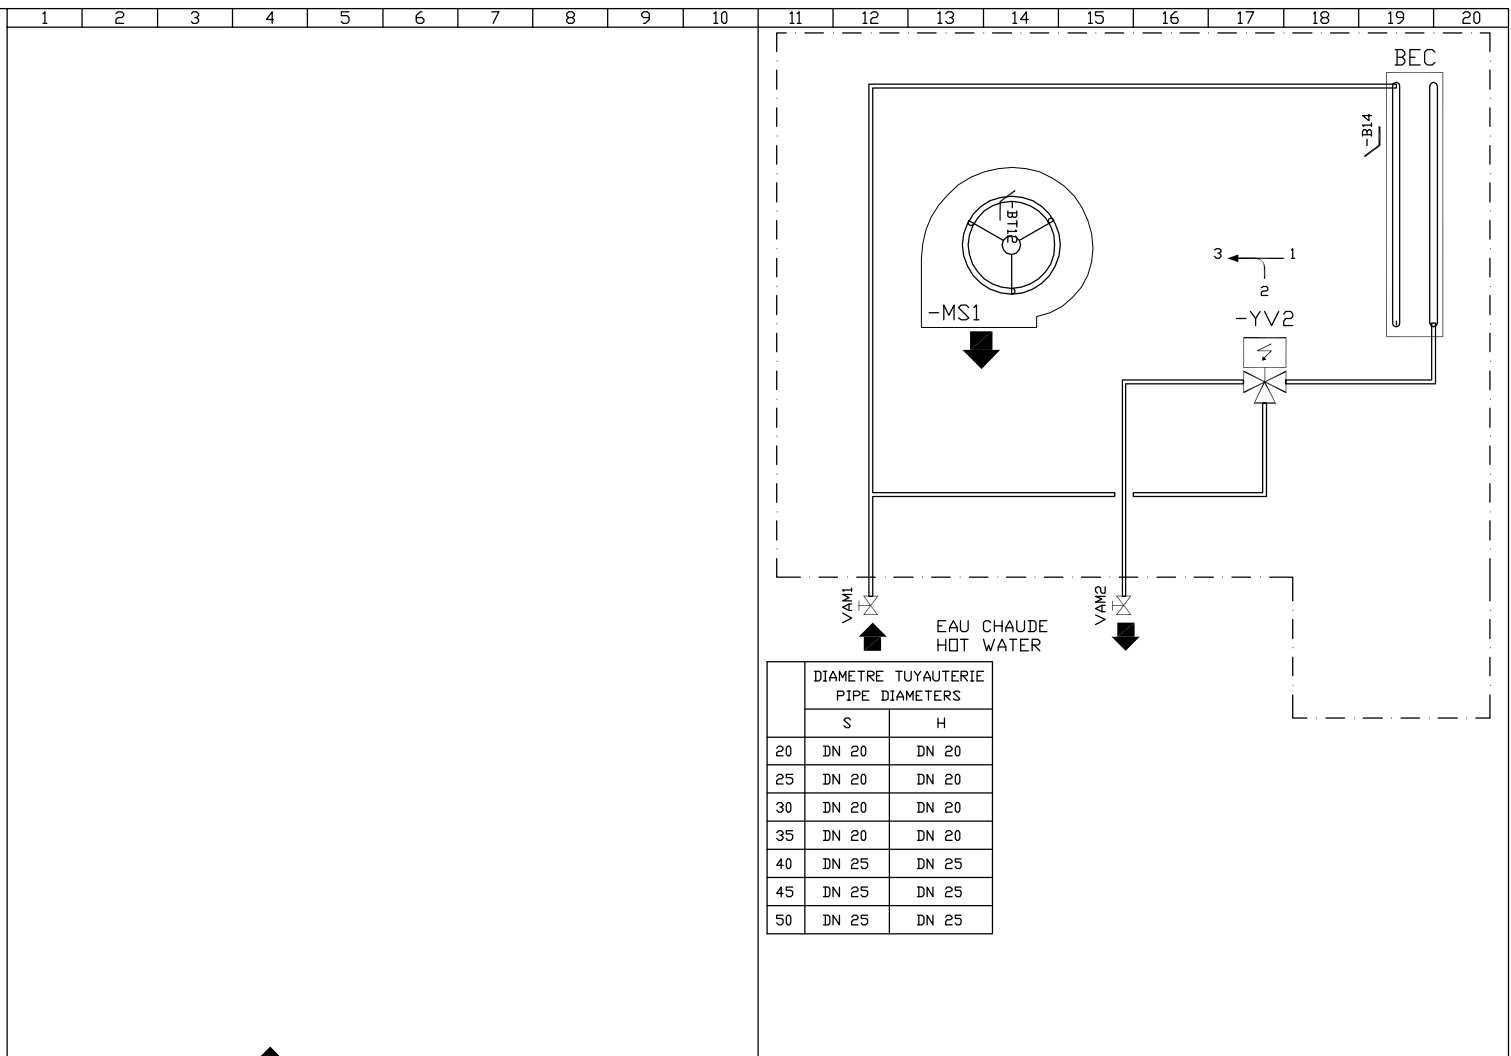 1 2 3 4 5 6 7 8 9 10 11 12 13 14 15 16 17 18 19 20
BEC
-B14
-BT12
3 1
2
-MS1
-YV2
VAM1
VAM2
EAU CHAUDE
HOT WATER
DIAMETRE TUYAUTERIE
PIPE DIAMETERS
S H
20 DN 20 DN 20
25 DN 20 DN 20
30 DN 20 DN 20
35 DN 20 DN 20
40 DN 25 DN 25
45 DN 25 DN 25
50 DN 25 DN 25